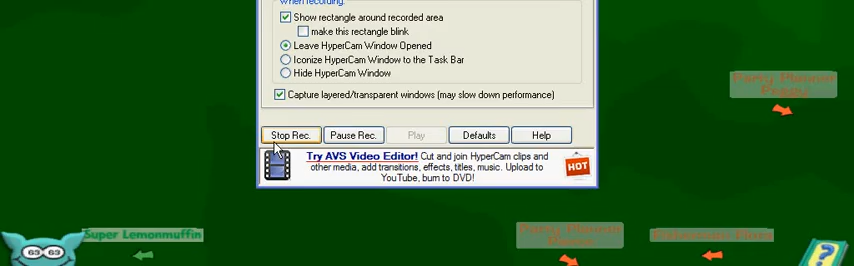 When recording:
Show rectangle around recorded area
make this rectangle blink
Leave HyperCam Window Opened
Iconize HyperCam Window to the Task Bar
Hide HyperCam Window
Capture layered/transparent windows (may slow down performance)
Stop Rec.
Pause Rec.
Play
Defaults
Help
Try AVS Video Editor! Cut and join HyperCam clips and
other media, add transitions, effects, titles, music. Upload to
YouTube, burn to DVD!
HOT
Super Lemonmuffin
63 63
?